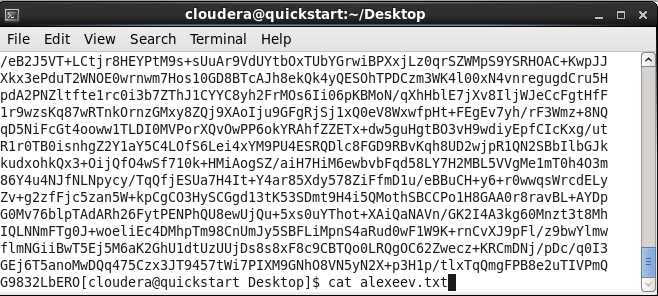 cloudera@quickstart:~/Desktop
File Edit View Search Terminal Help
/eB2J5VT+LCtjr8HEYPtM9s+sUuAr9VdUYtbOxTUbYGrwiBPXxjLz0qrSZWMpS9YSRHOAC+KwpJJ
Xkx3ePduT2WNOE0wrnwm7Hos10GD8BTcAJh8ekQk4yQESOhTPDCzm3WK4l00xN4vnregugdCru5H
pdA2PNZltfte1rc0i3b7ZThJ1CYYC8yh2FrMOs6Ii06pKBMoN/qXhHblE7jXv8IljWJeCcFgtHfF
1r9wzsKq87wRTnkOrnzGMxy8ZQj9XAoIju9GFgRjSj1xQ0eV8WxwfpHt+FEgEv7yh/rF3Wmz+8NQ
qD5NiFcGt4ooww1TLDI0MVPorXQvOwPP6okYRAhfZZETx+dw5guHgtBO3vH9wdiyEpfCIcKxg/ut
R1r0TB0isnhgZ2Y1aY5C4LOfS6Lei4xYM9PU4ESRQDlc8FGD9RBvKqh8UD2wjpR1QN2SBbIlbGJk
kudxohkQx3+OijQfO4wSf710k+HMiAogSZ/aiH7HiM6ewbvbFqd58LY7H2MBL5VVgMe1mT0h4O3m
86Y4u4NJfNLNpycy/TqQfjESUa7H4It+Y4ar85Xdy578ZiFfmD1u/eBBuCH+y6+r0wwqsWrcdELy
Zv+g2zfFjc5zan5W+kpCgCO3HySCGgd13tK53SDmt9H4i5QMothSBCCPo1H8GAA0r8ravBL+AYDp
G0Mv76blpTAdARh26FytPENPhQU8ewUjQu+5xs0uYThot+XAiQaNAVn/GK2I4A3kg60Mnzt3t8Mh
IQLNNmFTg0J+woeliEc4DMhpTm98CnUmJy5SBFLiMpnS4aRud0wF1W9K+rnCvXJ9pFl/z9bwYlmw
flmNGiiBwT5Ej5M6aK2GhU1dtUzUUjDs8s8xF8c9CBTQo0LRQgOC62Zwecz+KRCmDNj/pDc/q0I3
GEj6T5anoMwDQq475Czx3JT9457tWi7PIXM9GNhO8VN5yN2X+p3H1p/tlxTqQmgFPB8e2uTIVPmQ
G9832LbERO[cloudera@quickstart Desktop]$ cat alexeev.txt